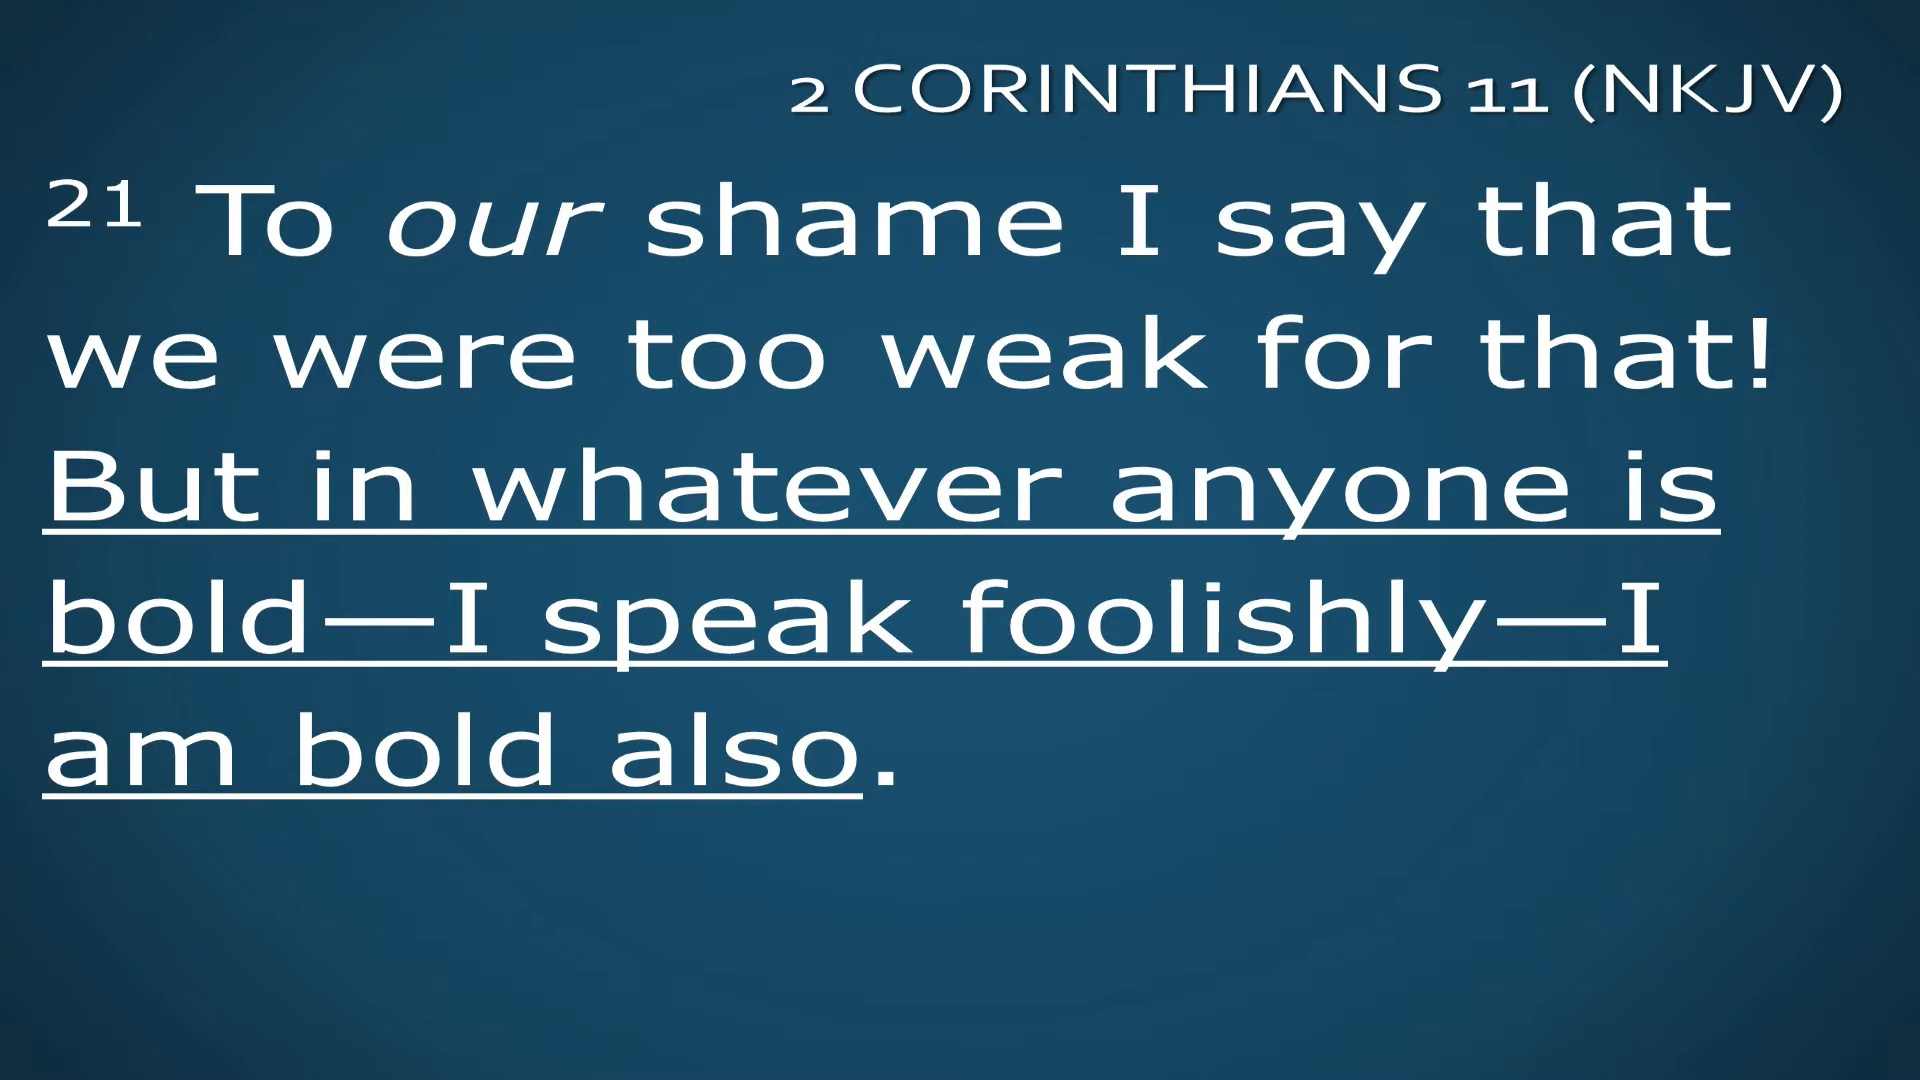 2 CORINTHIANS 11 (NKJV)
21 To our shame I say that
we were too weak for that!
But in whatever anyone is
bold—I speak foolishly—I
am bold also.